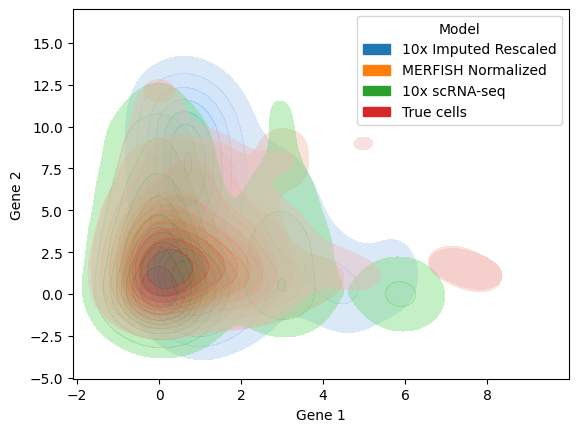 Model
10x Imputed Rescaled
MERFISH Normalized
10x scRNA-seq
True cells
15.0
12.5
10.0
7.5
5.0
2.5
0.0
−2.5
−5.0
Gene 2
−2
0
2
4
6
8
Gene 1